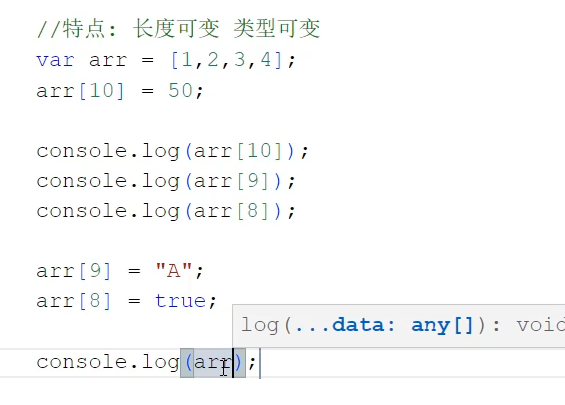 //特点: 长度可变 类型可变
var arr = [1,2,3,4];
arr[10] = 50;
console.log(arr[10]);
console.log(arr[9]);
console.log(arr[8]);
arr[9] = "A";
arr[8] = true;
log(...data: any[]): void
console.log(arr);